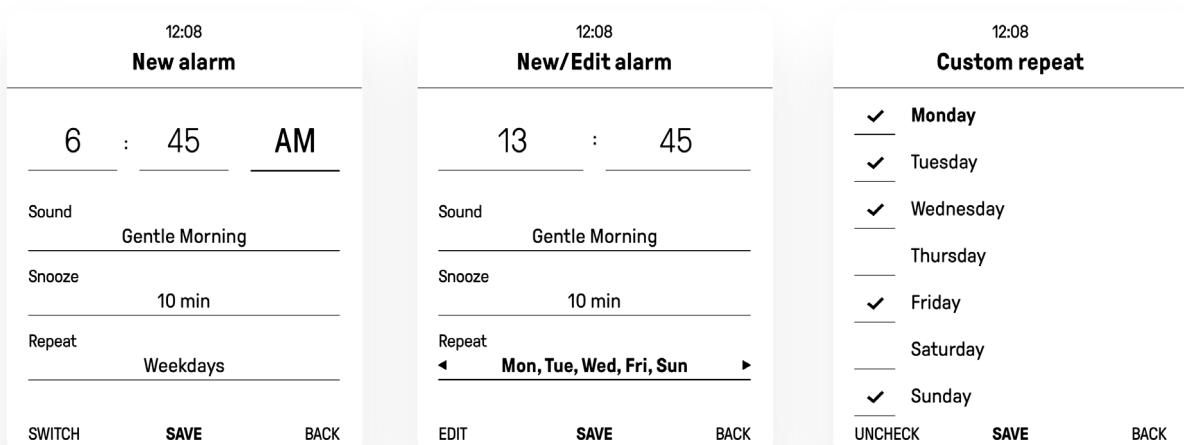 12:08
New alarm
6 : 45 AM
Sound
Gentle Morning
Snooze
10 min
Repeat
Weekdays
SWITCH SAVE BACK
12:08
New/Edit alarm
13 : 45
Sound
Gentle Morning
Snooze
10 min
Repeat
Mon, Tue, Wed, Fri, Sun
EDIT SAVE BACK
12:08
Custom repeat
Monday
Tuesday
Wednesday
Thursday
Friday
Saturday
Sunday
UNCHECK SAVE BACK